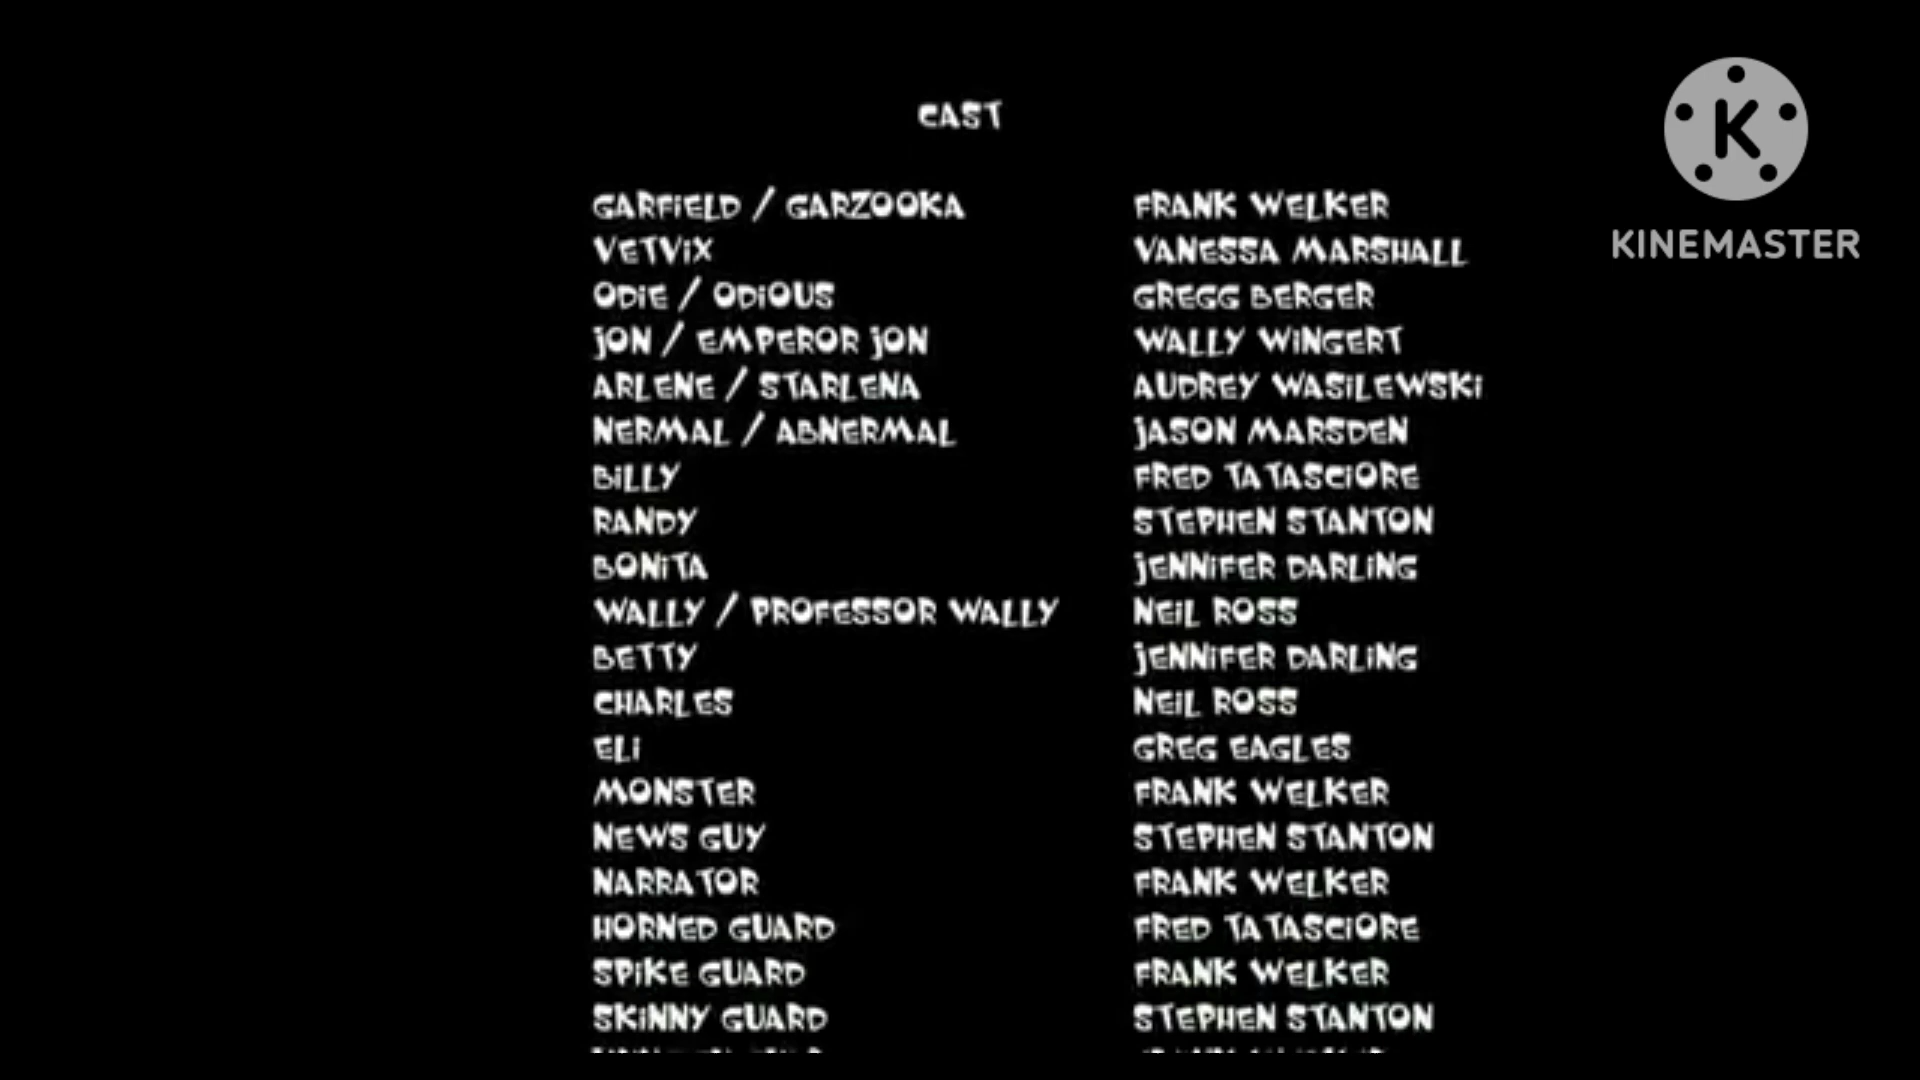 CAST
GARFIELD / GARZOOKA FRANK WELKER
VETVIX VANESSA MARSHALL
ODIE / ODIOUS GREGG BERGER
JON / EMPEROR JON WALLY WINGERT
ARLENE / STARLENA AUDREY WASILEWSKI
NERMAL / ABNERMAL JASON MARSDEN
BILLY FRED TATASCIORE
RANDY STEPHEN STANTON
BONITA JENNIFER DARLING
WALLY / PROFESSOR WALLY NEIL ROSS
BETTY JENNIFER DARLING
CHARLES NEIL ROSS
ELI GREG EAGLES
MONSTER FRANK WELKER
NEWS GUY STEPHEN STANTON
NARRATOR FRANK WELKER
HORNED GUARD FRED TATASCIORE
SPIKE GUARD FRANK WELKER
SKINNY GUARD STEPHEN STANTON
K
KINEMASTER